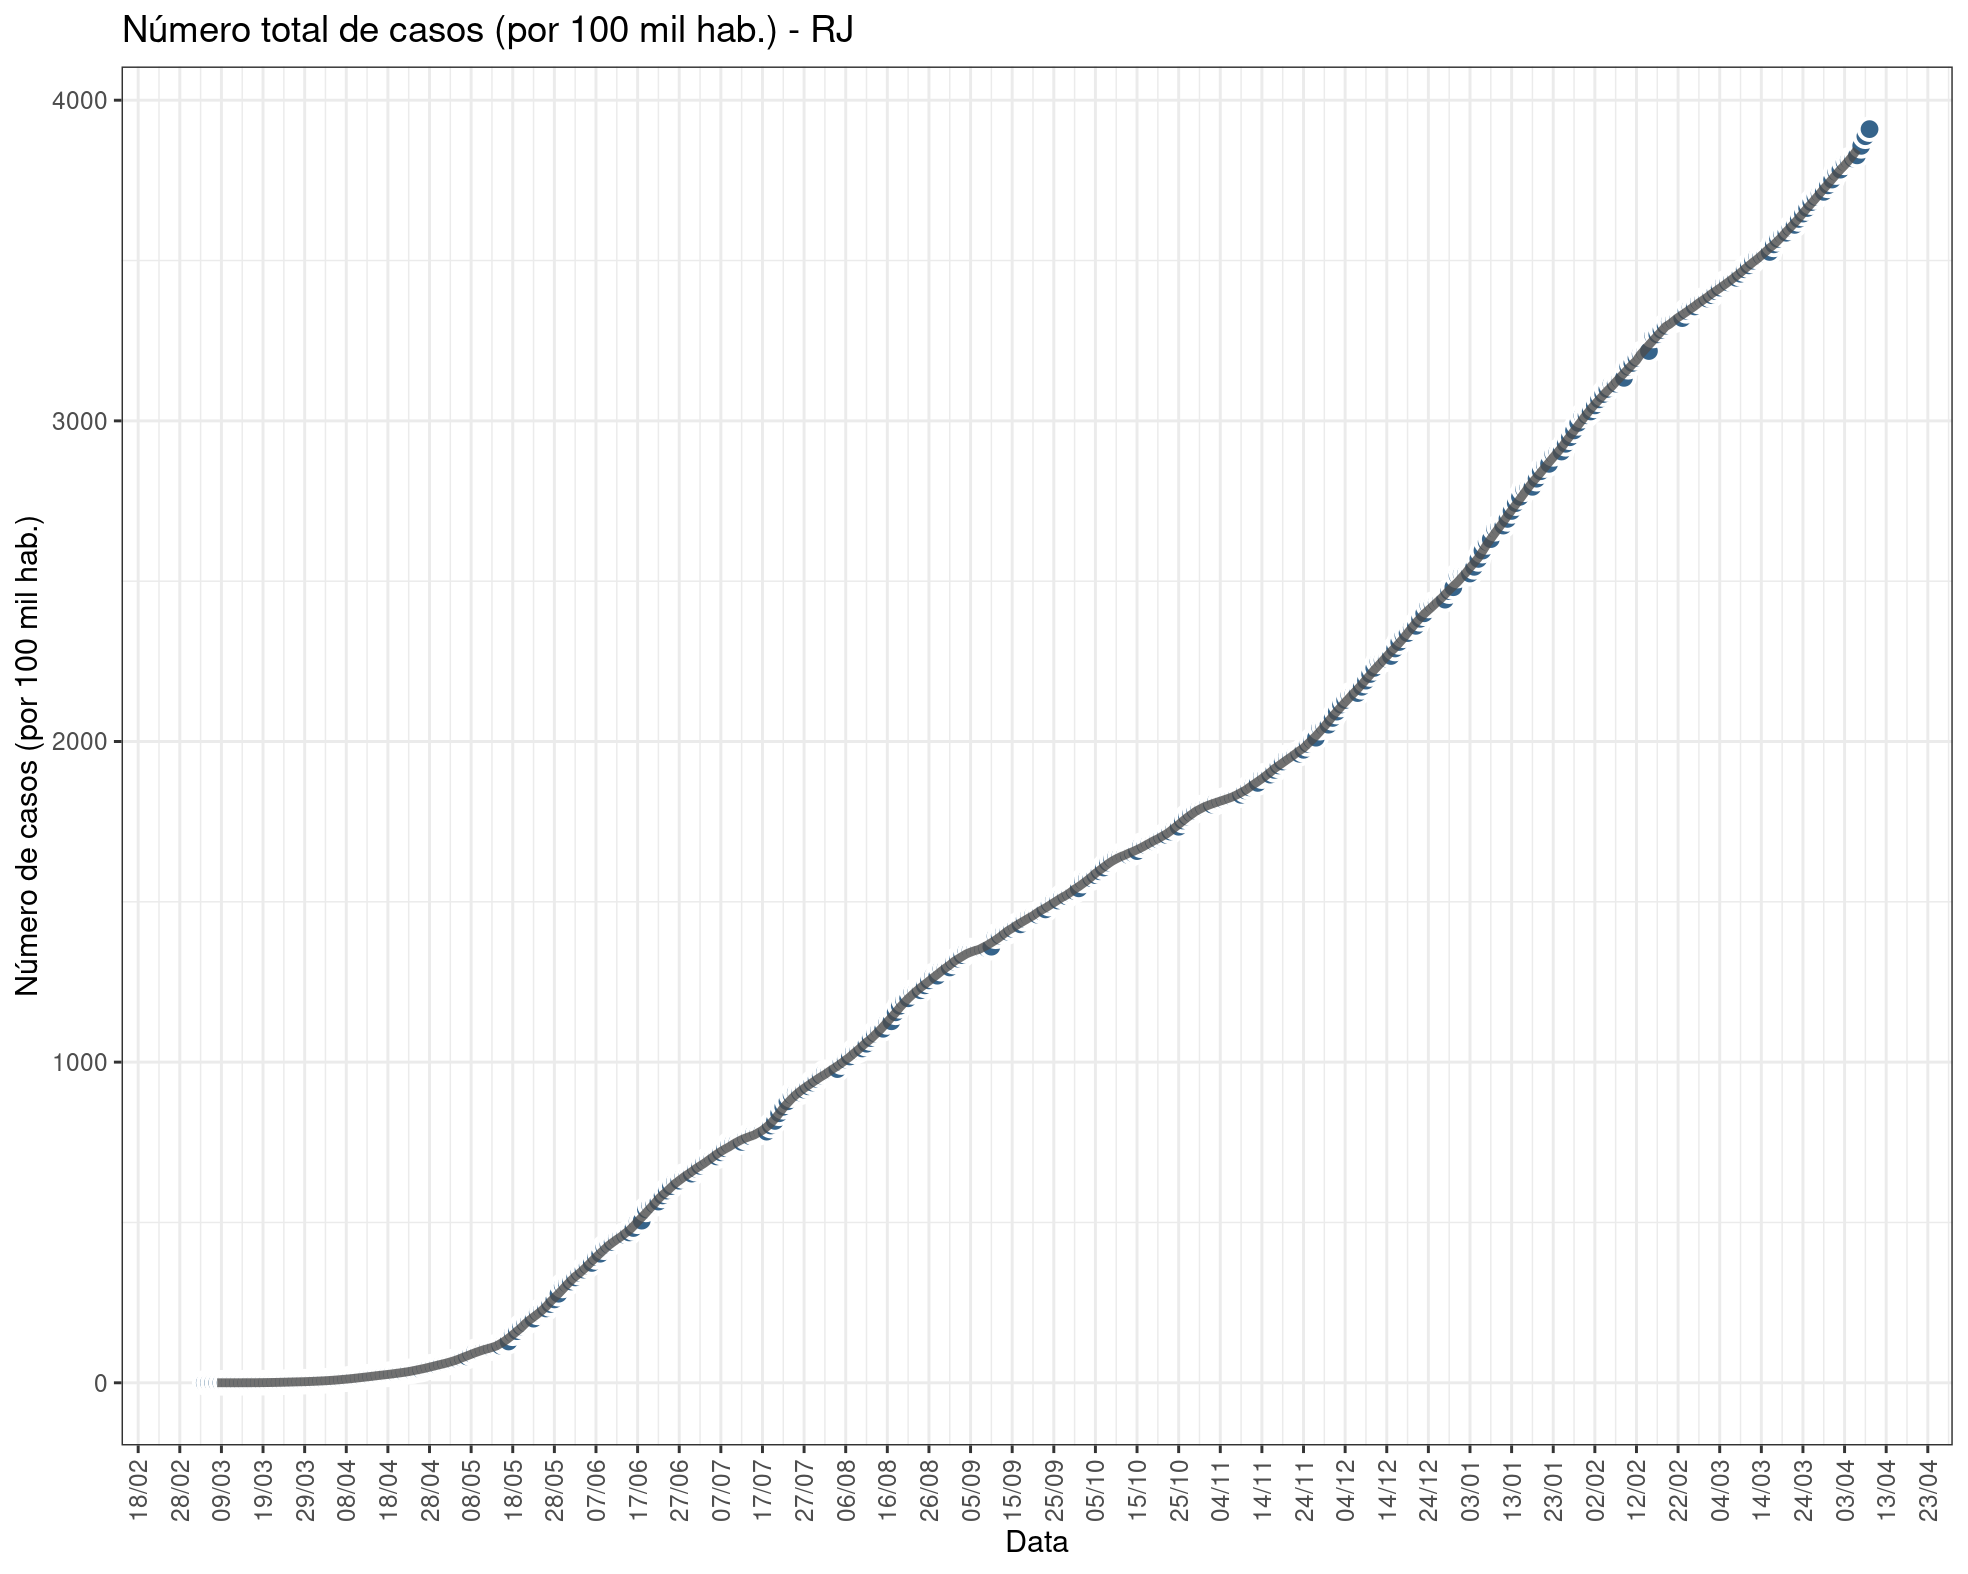 Número total de casos (por 100 mil hab.) - RJ
Número de casos (por 100 mil hab.)
4000
3000
2000
1000
0
18/02 28/02 09/03 19/03 29/03 08/04 18/04 28/04 08/05 18/05 28/05 07/06 17/06 27/06 07/07 17/07 27/07 06/08 16/08 26/08 05/09 15/09 25/09 05/10 15/10 25/10 04/11 14/11 24/11 04/12 14/12 24/12 03/01 13/01 23/01 02/02 12/02 22/02 04/03 14/03 24/03 03/04 13/04 23/04
Data